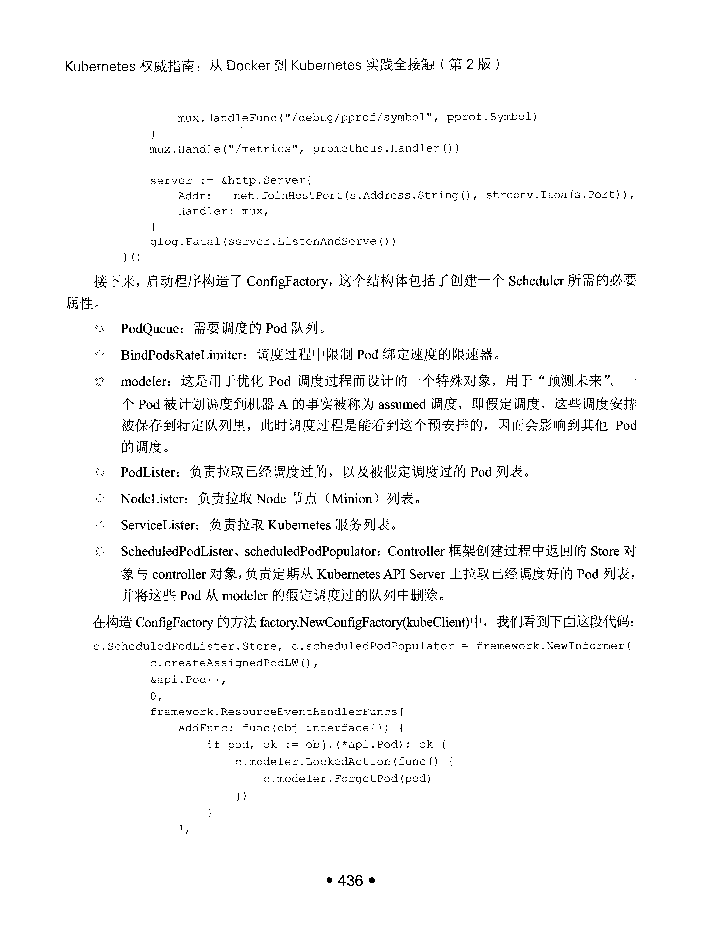 Kubernetes 权威指南：从 Docker 到 Kubernetes 实践全接触（第 2 版）
mux.HandleFunc("/debug/pprof/symbol", pprof.Symbol)
}
mux.Handle("/metrics", prometheus.Handler())
server := &http.Server{
Addr:    net.JoinHostPort(s.Address.String(), strconv.Itoa(s.Port)),
Handler: mux,
}
glog.Fatal(server.ListenAndServe())
}()
接下来，启动程序构造了 ConfigFactory，这个结构体包括了创建一个 Scheduler 所需的必要
属性。
PodQueue：需要调度的 Pod 队列。
BindPodsRateLimiter：调度过程中限制 Pod 绑定速度的限速器。
modeler：这是用于优化 Pod 调度过程而设计的一个特殊对象，用于“预测未来”。一
个 Pod 被计划调度到机器 A 的事实被称为 assumed 调度，即假定调度，这些调度安排
被保存到特定队列里，此时调度过程是能看到这个预安排的，因而会影响到其他 Pod
的调度。
PodLister：负责拉取已经调度过的，以及被假定调度过的 Pod 列表。
NodeLister：负责拉取 Node 节点（Minion）列表。
ServiceLister：负责拉取 Kubernetes 服务列表。
ScheduledPodLister、scheduledPodPopulator：Controller 框架创建过程中返回的 Store 对
象与 controller 对象，负责定期从 Kubernetes API Server 上拉取已经调度好的 Pod 列表，
并将这些 Pod 从 modeler 的假定调度过的队列中删除。
在构造 ConfigFactory 的方法 factory.NewConfigFactory(kubeClient)中，我们看到下面这段代码：
c.ScheduledPodLister.Store, c.scheduledPodPopulator = framework.NewInformer(
c.createAssignedPodLW(),
&api.Pod{},
0,
framework.ResourceEventHandlerFuncs{
AddFunc: func(obj interface{}) {
if pod, ok := obj.(*api.Pod); ok {
c.modeler.LockedAction(func() {
c.modeler.ForgetPod(pod)
})
}
},
• 436 •